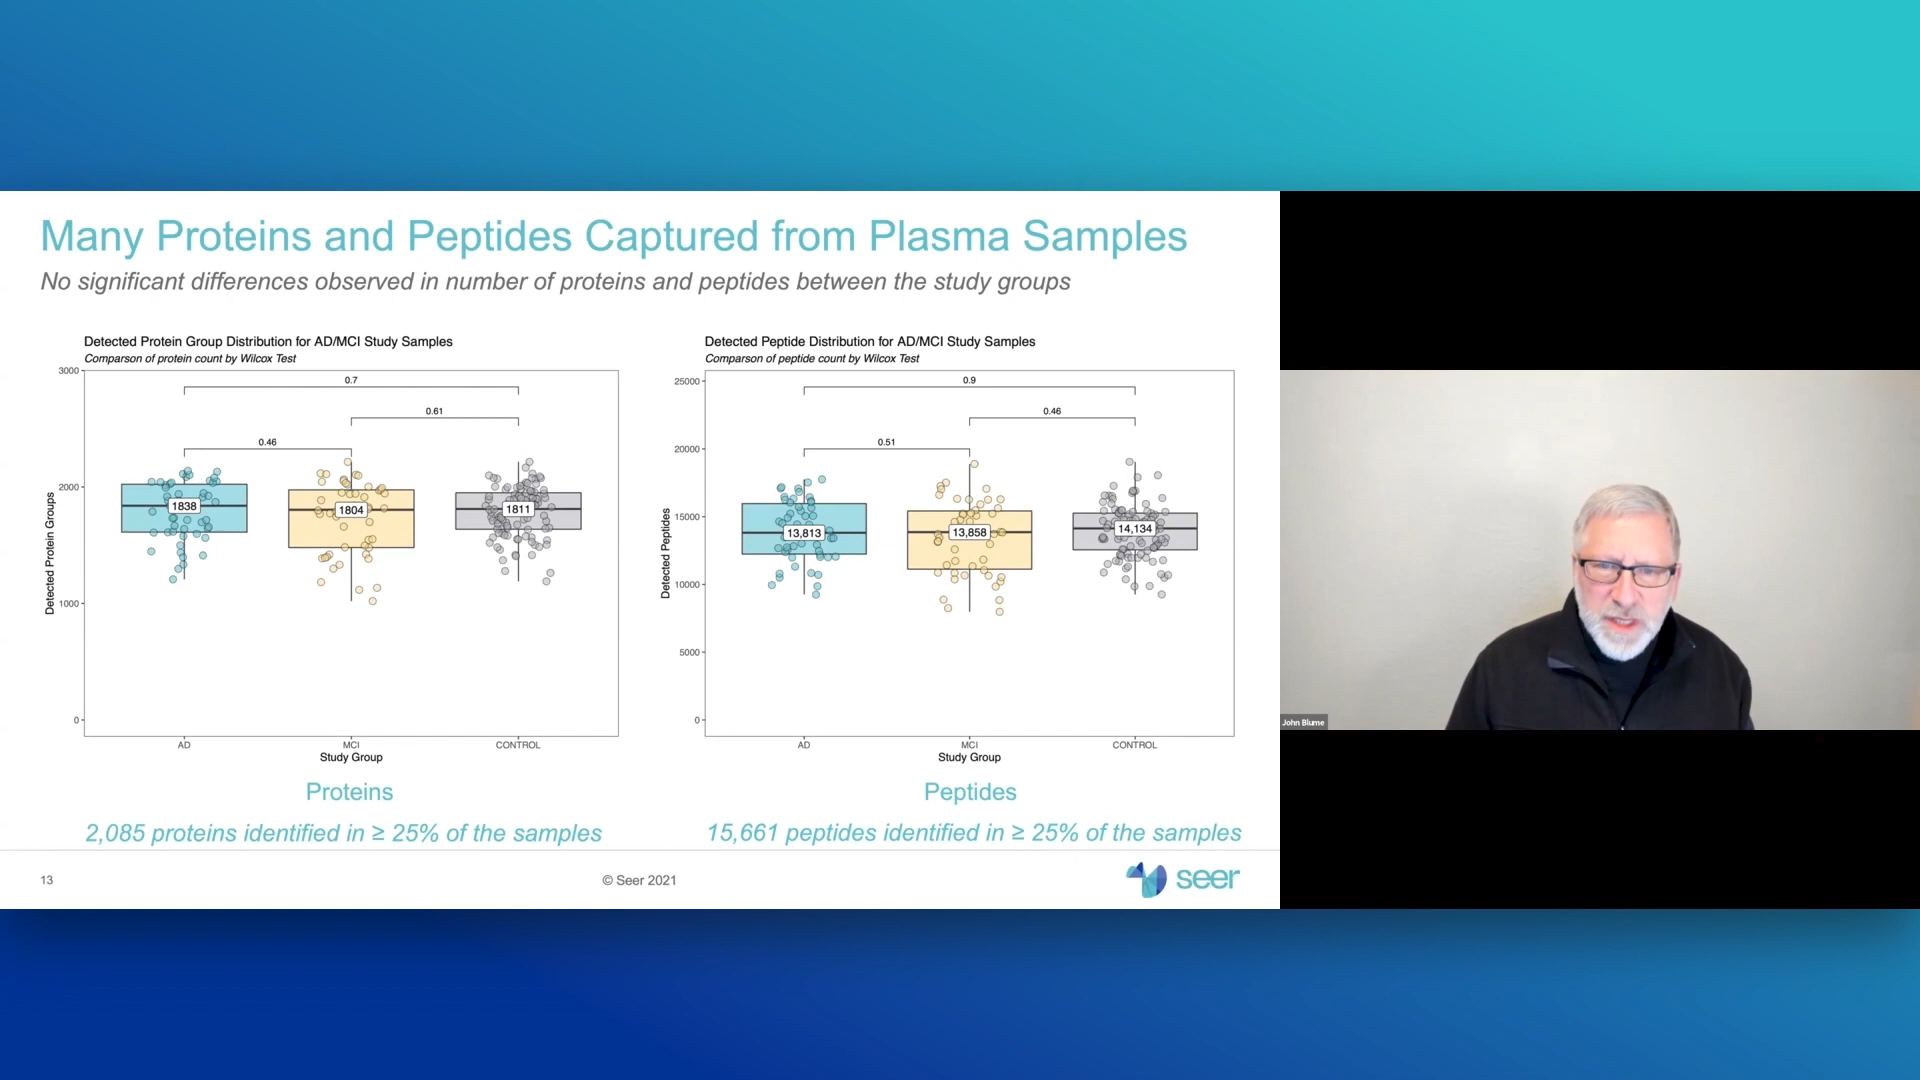 Many Proteins and Peptides Captured from Plasma Samples
No significant differences observed in number of proteins and peptides between the study groups
Detected Protein Group Distribution for AD/MCI Study Samples
Comparson of protein count by Wilcox Test
3000
2000
1000
0
Detected Protein Groups
0.7
0.61
0.46
1838
1804
1811
AD
MCI
CONTROL
Study Group
Proteins
2,085 proteins identified in ≥ 25% of the samples
Detected Peptide Distribution for AD/MCI Study Samples
Comparson of peptide count by Wilcox Test
25000
20000
15000
10000
5000
0
Detected Peptides
0.9
0.46
0.51
13,813
13,858
14,134
AD
MCI
CONTROL
Study Group
Peptides
15,661 peptides identified in ≥ 25% of the samples
13
© Seer 2021
seer
John Blume